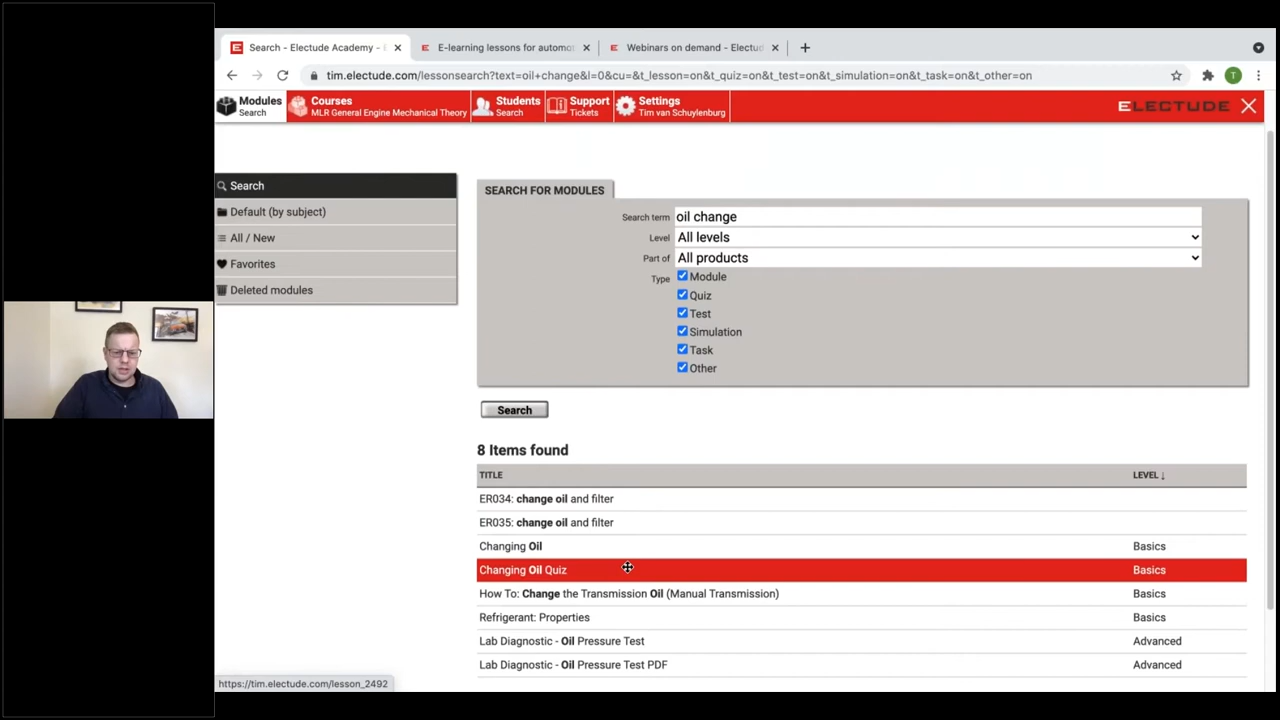 Search - Electude Academy - E
E-learning lessons for automo
Webinars on demand - Electud
tim.electude.com/lessonsearch?text=oil+change&l=0&cu=&t_lesson=on&t_quiz=on&t_test=on&t_simulation=on&t_task=on&t_other=on
T
Modules
Search
Courses
MLR General Engine Mechanical Theory
Students
Search
Support
Tickets
Settings
Tim van Schuylenburg
ELECTUDE
Search
Default (by subject)
All / New
Favorites
Deleted modules
SEARCH FOR MODULES
Search term oil change
Level All levels
Part of All products
Type Module
Quiz
Test
Simulation
Task
Other
Search
8 Items found
TITLE LEVEL ↓
ER034: change oil and filter
ER035: change oil and filter
Changing Oil Basics
Changing Oil Quiz Basics
How To: Change the Transmission Oil (Manual Transmission) Basics
Refrigerant: Properties Basics
Lab Diagnostic - Oil Pressure Test Advanced
Lab Diagnostic - Oil Pressure Test PDF Advanced
https://tim.electude.com/lesson_2492